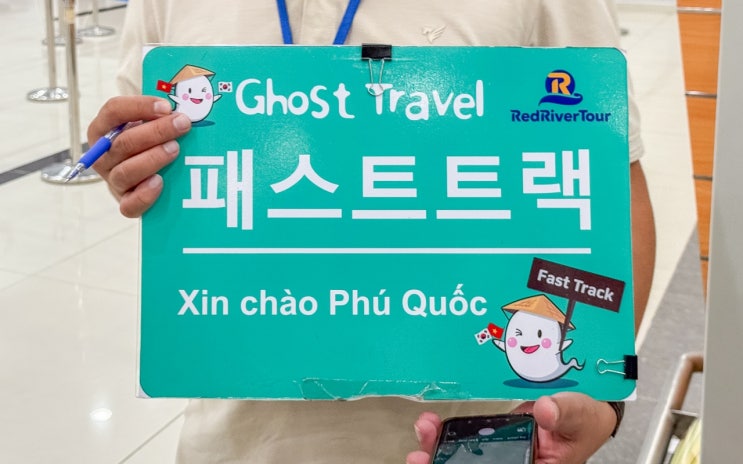 Ghost Travel
RedRiverTour
패스트트랙
Xin chào Phú Quốc
Fast Track